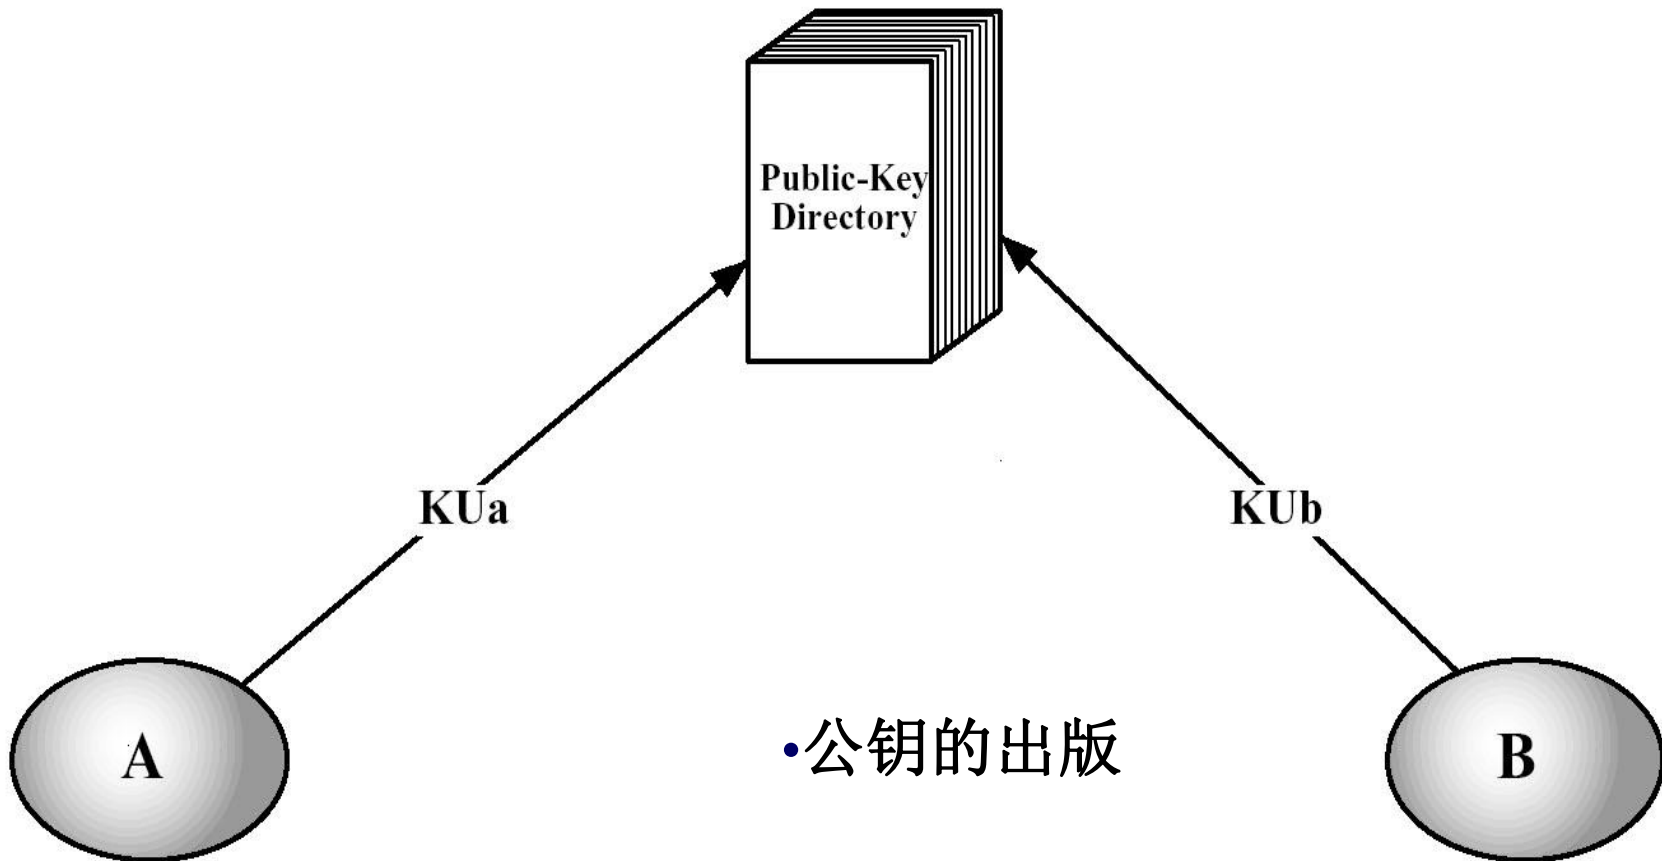 Public-Key
Directory
KUa
KUb
A
•公钥的出版
B